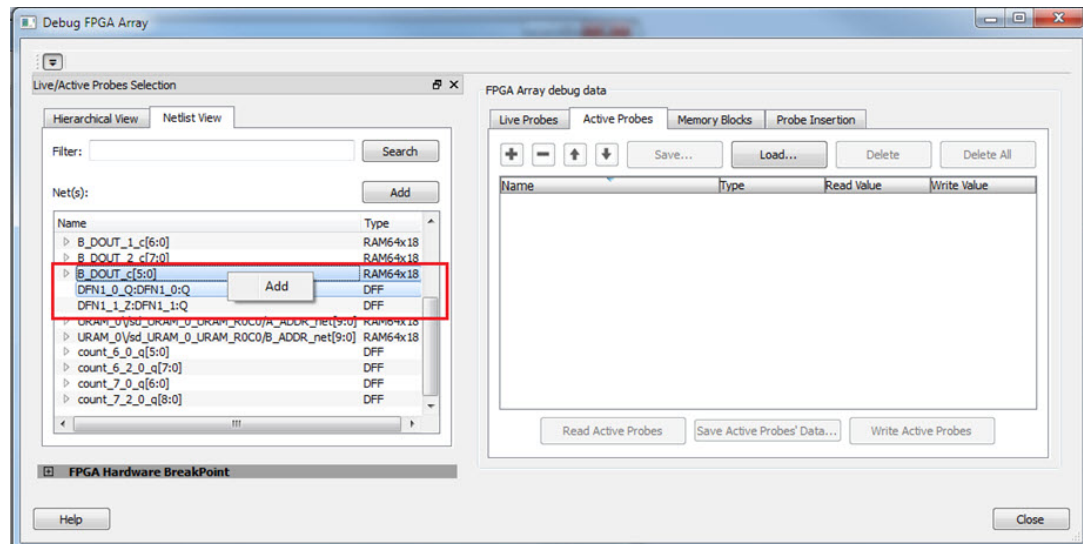 Debug FPGA Array
Live/Active Probes Selection
Hierarchical View Netlist View
Filter: Search
Net(s): Add
Name Type
B_DOUT_1_c[6:0] RAM64x18
B_DOUT_2_c[7:0] RAM64x18
B_DOUT_c[5:0] RAM64x18
DFN1_0_Q:DFN1_0:Q DFF
DFN1_1_Z:DFN1_1:Q DFF
Add
URAM_0\/sd_URAM_0_URAM_R0C0/A_ADDR_net[9:0] RAM64x18
URAM_0\/sd_URAM_0_URAM_R0C0/B_ADDR_net[9:0] RAM64x18
count_6_0_q[5:0] DFF
count_6_2_0_q[7:0] DFF
count_7_0_q[6:0] DFF
count_7_2_0_q[8:0] DFF
FPGA Hardware BreakPoint
FPGA Array debug data
Live Probes Active Probes Memory Blocks Probe Insertion
Save... Load... Delete Delete All
Name Type Read Value Write Value
Read Active Probes Save Active Probes' Data... Write Active Probes
Help Close